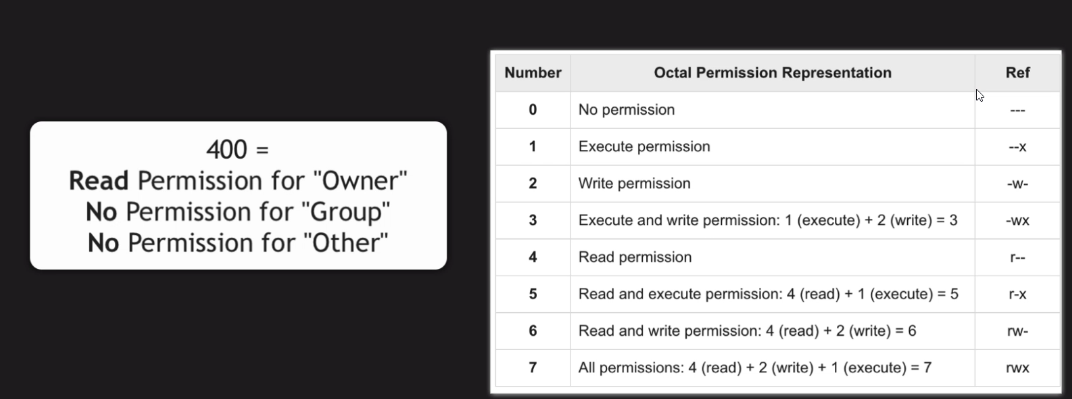 400 =
Read Permission for "Owner"
No Permission for "Group"
No Permission for "Other"
Number Octal Permission Representation Ref
0 No permission ---
1 Execute permission --x
2 Write permission -w-
3 Execute and write permission: 1 (execute) + 2 (write) = 3 -wx
4 Read permission r--
5 Read and execute permission: 4 (read) + 1 (execute) = 5 r-x
6 Read and write permission: 4 (read) + 2 (write) = 6 rw-
7 All permissions: 4 (read) + 2 (write) + 1 (execute) = 7 rwx